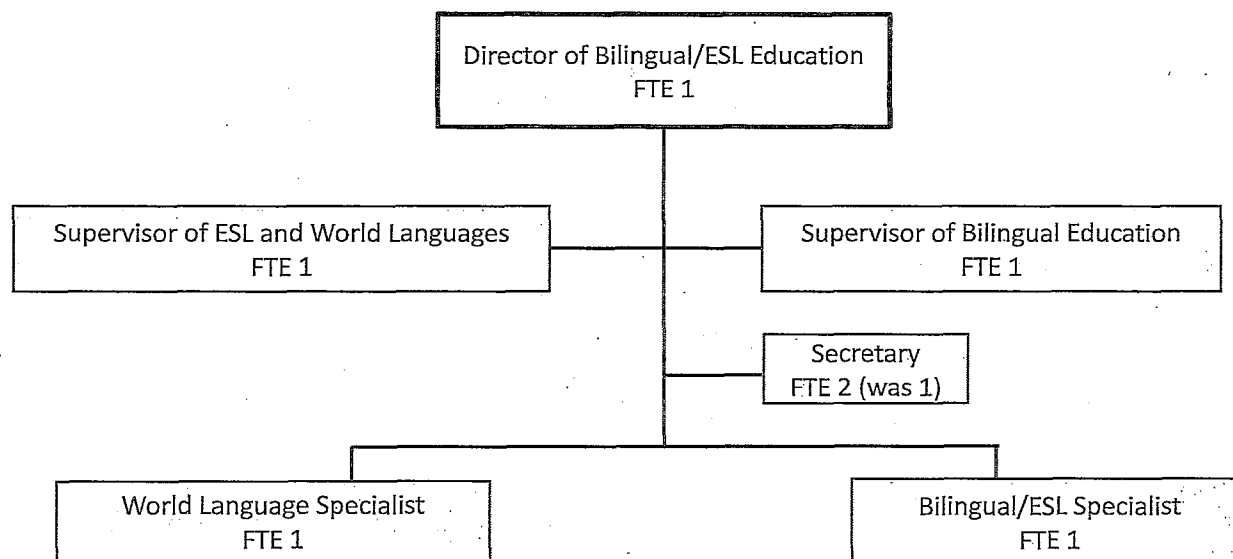 Director of Bilingual/ESL Education
FTE 1
Supervisor of ESL and World Languages
FTE 1
Supervisor of Bilingual Education
FTE 1
Secretary
FTE 2 (was 1)
World Language Specialist
FTE 1
Bilingual/ESL Specialist
FTE 1